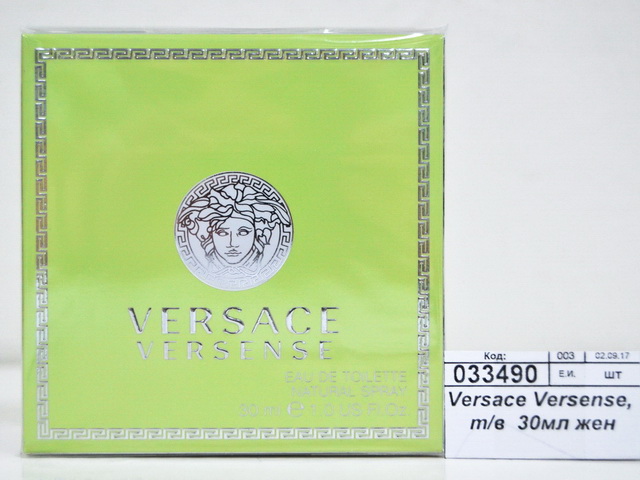 VERSACE
VERSENSE
EAU DE TOILETTE
NATURAL SPRAY
30 ml ℮ 1.0 US Fl.Oz.
Код: 003 02.09.17
033490 Е.И. шт
Versace Versense,
т/в 30мл жен